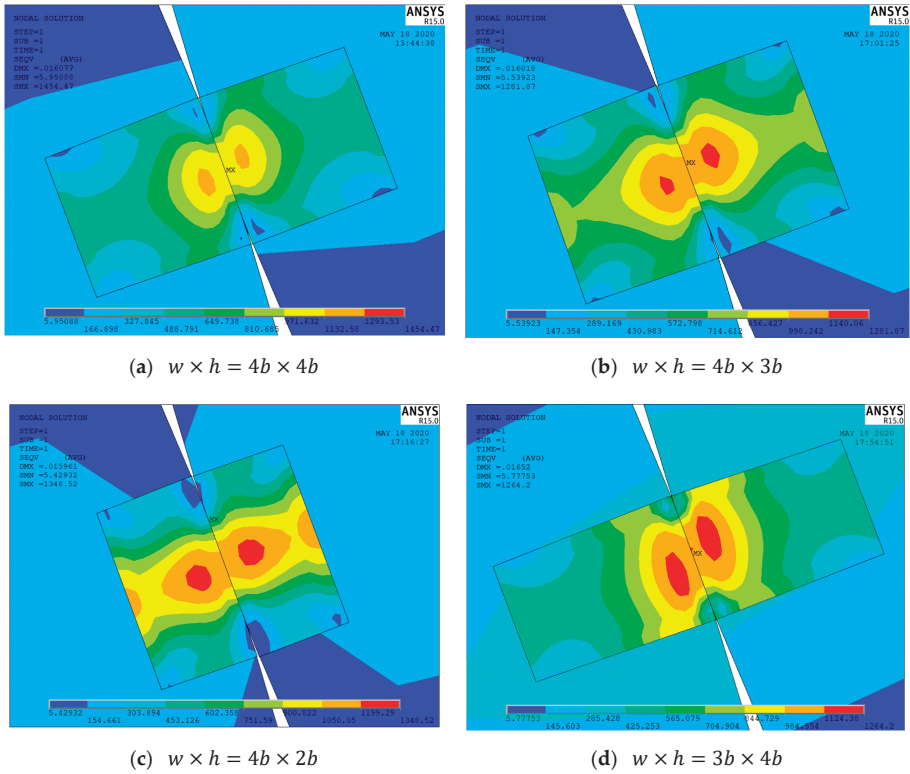 NODAL SOLUTION
STEP=1
SUB =1
TIME=1
SEQV (AVG)
DMX =.016077
SMN =5.95088
SMX =1454.47
ANSYS
R15.0
MAY 18 2020
13:44:38
MX
5.95088 327.845 649.738 971.632 1293.53
166.898 488.791 810.685 1132.58 1454.47
(a) w × h = 4b × 4b
NODAL SOLUTION
STEP=1
SUB =1
TIME=1
SEQV (AVG)
DMX =.016018
SMN =5.53923
SMX =1281.87
ANSYS
R15.0
MAY 18 2020
17:01:25
MX
5.53923 289.169 572.798 856.427 1140.06
147.354 430.983 714.612 998.242 1281.87
(b) w × h = 4b × 3b
NODAL SOLUTION
STEP=1
SUB =1
TIME=1
SEQV (AVG)
DMX =.015961
SMN =5.42932
SMX =1348.52
ANSYS
R15.0
MAY 18 2020
17:16:27
MX
5.42932 303.894 602.358 900.822 1199.29
154.661 453.126 751.59 1050.05 1348.52
(c) w × h = 4b × 2b
NODAL SOLUTION
STEP=1
SUB =1
TIME=1
SEQV (AVG)
DMX =.01652
SMN =5.77753
SMX =1264.2
ANSYS
R15.0
MAY 18 2020
17:54:51
MX
5.77753 285.428 565.079 844.729 1124.38
145.603 425.253 704.904 984.554 1264.2
(d) w × h = 3b × 4b